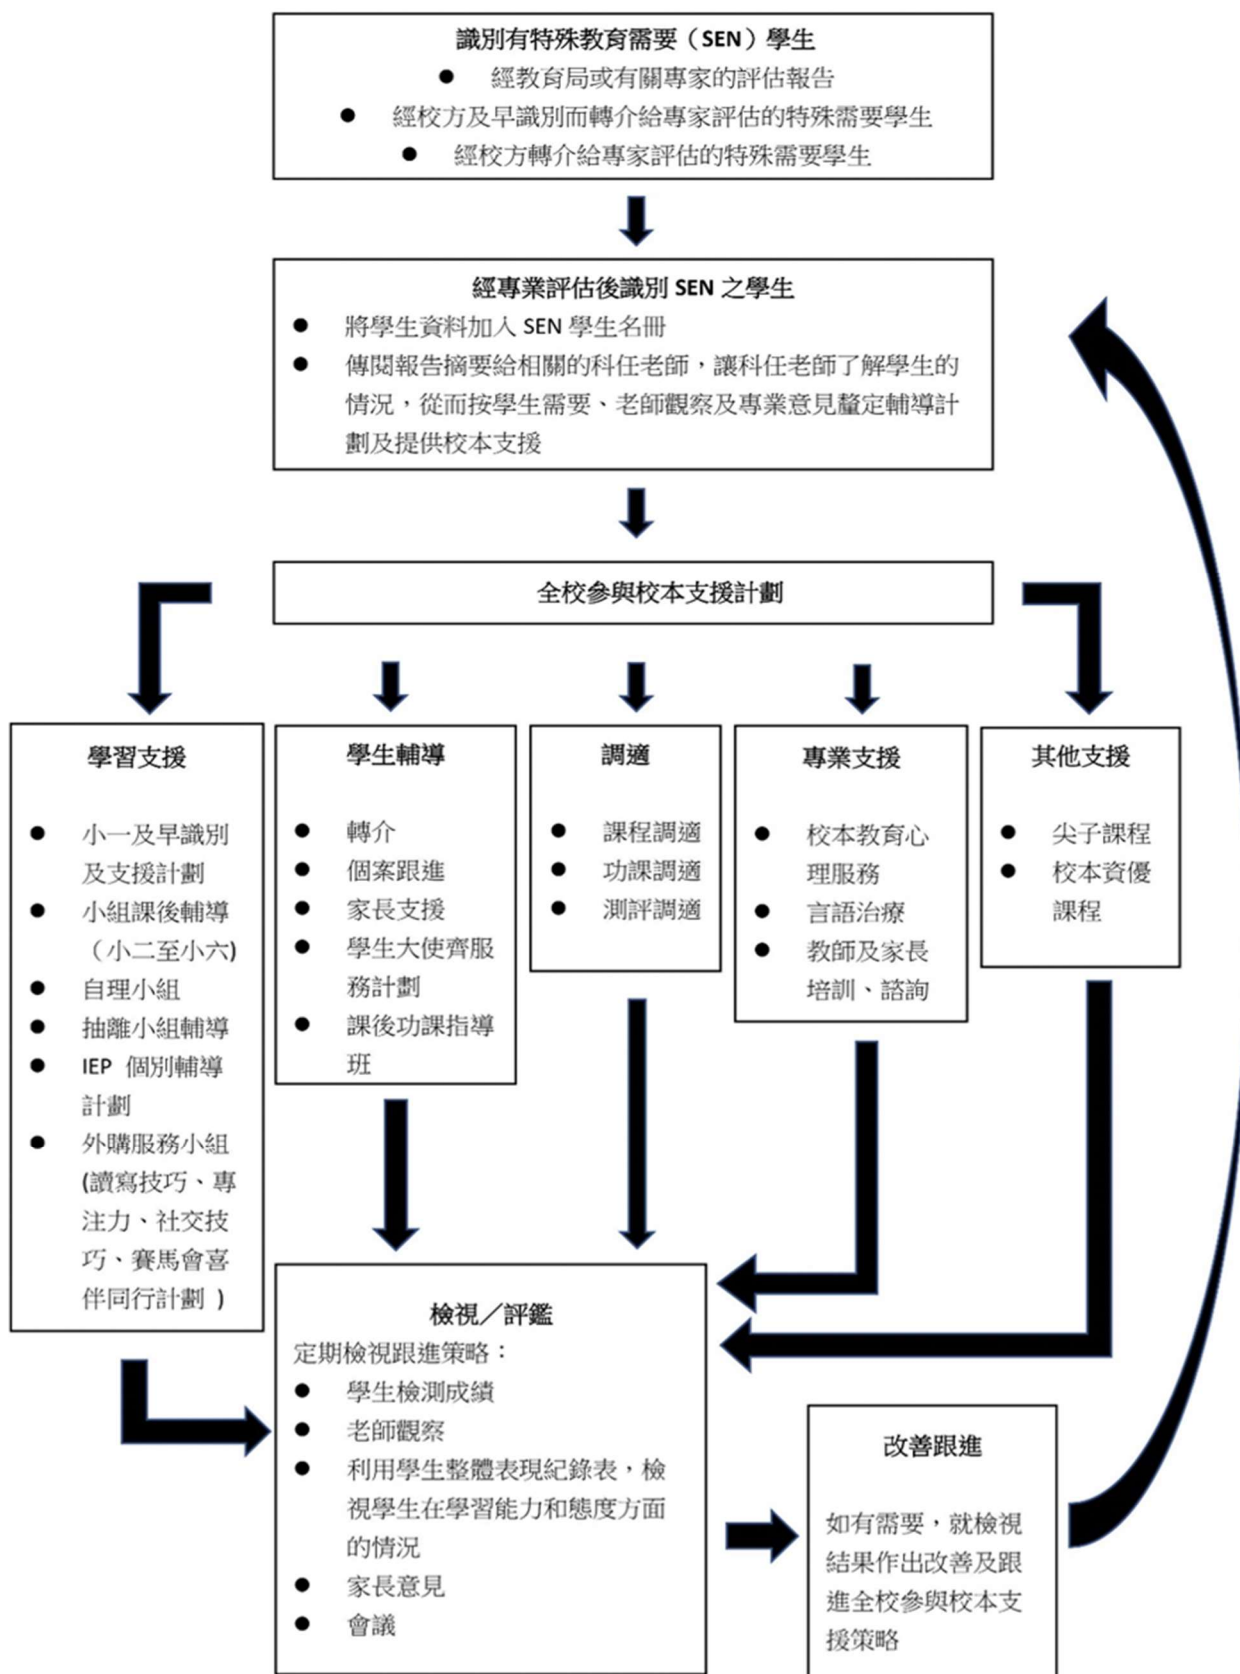 識別有特殊教育需要（SEN）學生
● 經教育局或有關專家的評估報告
● 經校方及早識別而轉介給專家評估的特殊需要學生
● 經校方轉介給專家評估的特殊需要學生
經專業評估後識別 SEN 之學生
● 將學生資料加入 SEN 學生名冊
● 傳閱報告摘要給相關的科任老師，讓科任老師了解學生的
情況，從而按學生需要、老師觀察及專業意見釐定輔導計
劃及提供校本支援
全校參與校本支援計劃
學習支援
● 小一及早識別
及支援計劃
● 小組課後輔導
（小二至小六)
● 自理小組
● 抽離小組輔導
● IEP 個別輔導
計劃
● 外購服務小組
(讀寫技巧、專
注力、社交技
巧、賽馬會喜
伴同行計劃 )
學生輔導
● 轉介
● 個案跟進
● 家長支援
● 學生大使齊服
務計劃
● 課後功課指導
班
調適
● 課程調適
● 功課調適
● 測評調適
專業支援
● 校本教育心
理服務
● 言語治療
● 教師及家長
培訓、諮詢
其他支援
● 尖子課程
● 校本資優
課程
檢視／評鑑
定期檢視跟進策略：
● 學生檢測成績
● 老師觀察
● 利用學生整體表現紀錄表，檢
視學生在學習能力和態度方面
的情況
● 家長意見
● 會議
改善跟進
如有需要，就檢視
結果作出改善及跟
進全校參與校本支
援策略